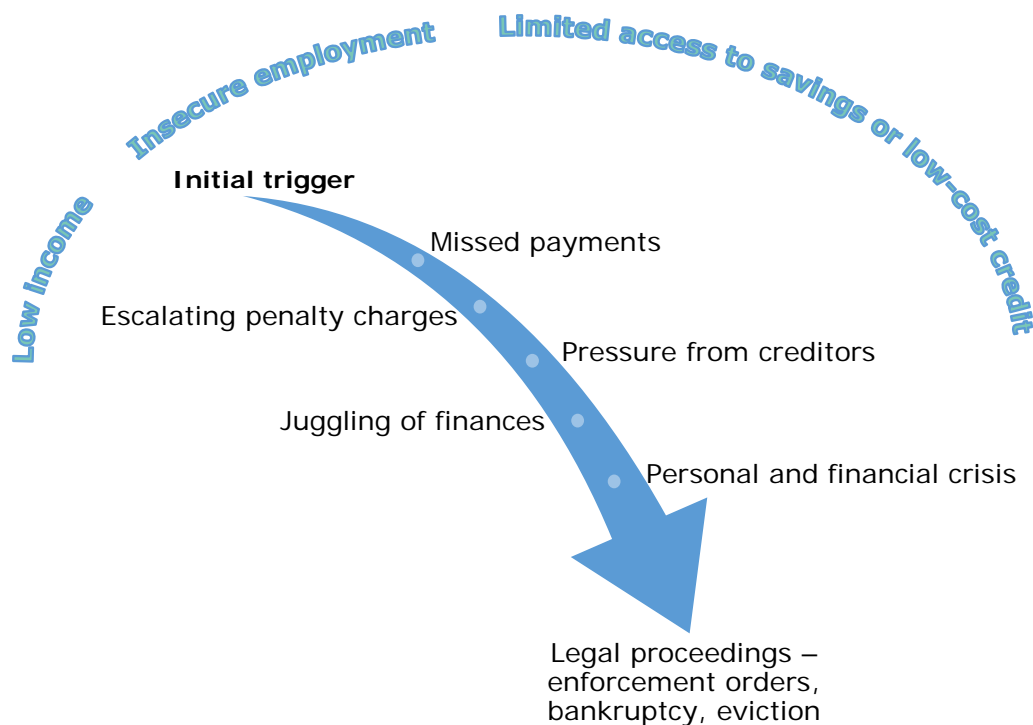 Low income
Insecure employment
Limited access to savings or low-cost credit
Initial trigger
Missed payments
Escalating penalty charges
Pressure from creditors
Juggling of finances
Personal and financial crisis
Legal proceedings –
enforcement orders,
bankruptcy, eviction